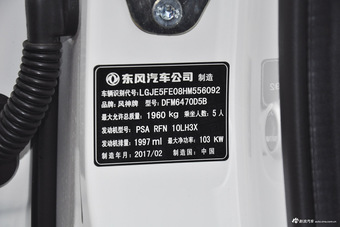 东风汽车公司 制造
车辆识别代号: LGJE5FE08HM556092
品牌: 风神牌 型号: DFM6470D5B
最大允许总质量: 1960 kg 乘坐人数: 5 人
发动机型号: PSA RFN 10LH3X
发动机排量: 1997 ml 最大净功率: 103 KW
制造年月: 2017/02 制造国: 中国